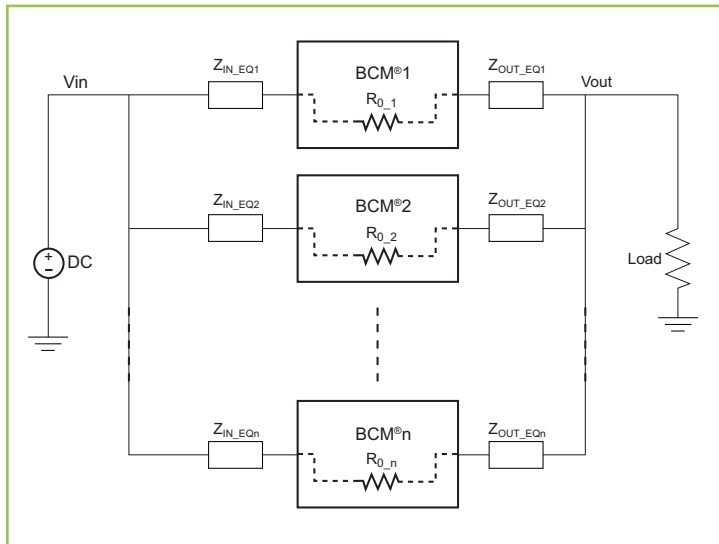 Z_IN_EQ1
BCM®1
Z_OUT_EQ1
Vin
Vout
R_0_1
Z_IN_EQ2
BCM®2
Z_OUT_EQ2
R_0_2
+
–
DC
Load
Z_IN_EQn
BCM®n
Z_OUT_EQn
R_0_n